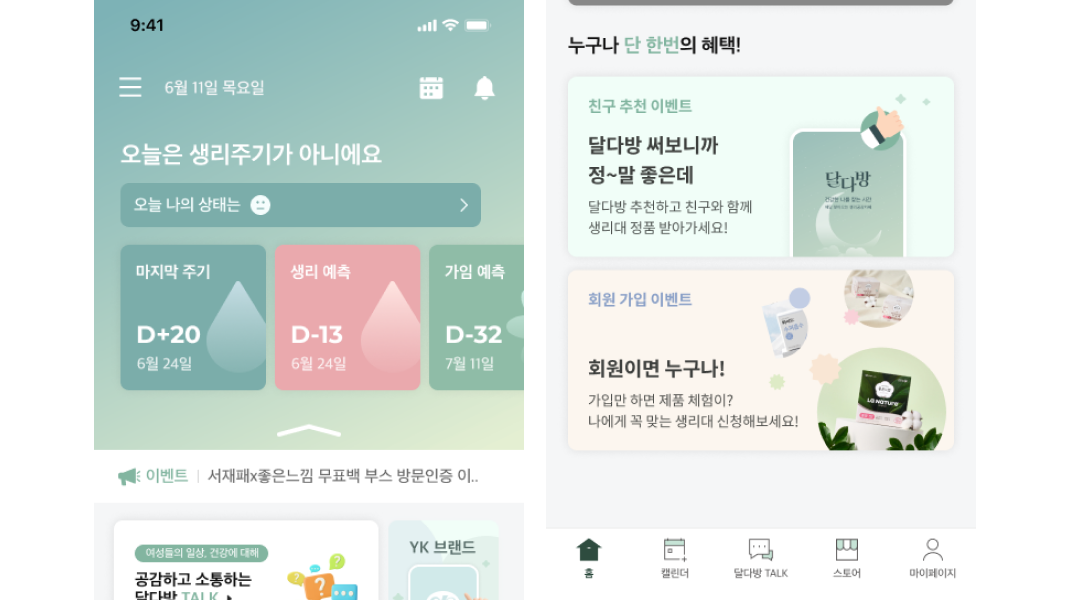 9:41
6월 11일 목요일
오늘은 생리주기가 아니에요
오늘 나의 상태는
마지막 주기
D+20
6월 24일
생리 예측
D-13
6월 24일
가임 예측
D-32
7월 11일
이벤트 | 서재패x좋은느낌 무표백 부스 방문인증 이..
여성들의 일상, 건강에 대해
공감하고 소통하는
달다방 TALK
YK 브랜드
누구나 단 한번의 혜택!
친구 추천 이벤트
달다방 써보니까
정~말 좋은데
달다방 추천하고 친구와 함께
생리대 정품 받아가세요!
달다방
회원 가입 이벤트
회원이면 누구나!
가입만 하면 제품 체험이?
나에게 꼭 맞는 생리대 신청해보세요!
LG NATURE
홈
캘린더
달다방 TALK
스토어
마이페이지